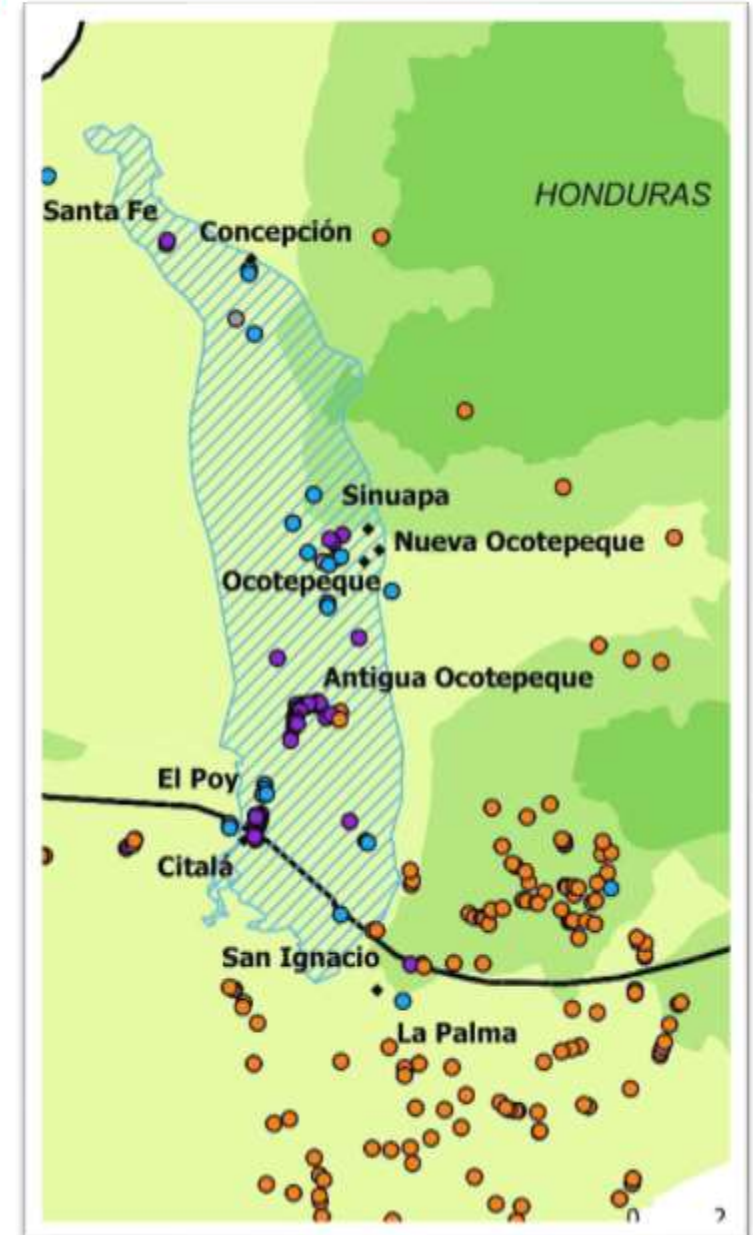 HONDURAS
Santa Fe
Concepción
Sinuapa
Nueva Ocotepeque
Ocotepeque
Antigua Ocotepeque
El Poy
Citalá
San Ignacio
La Palma